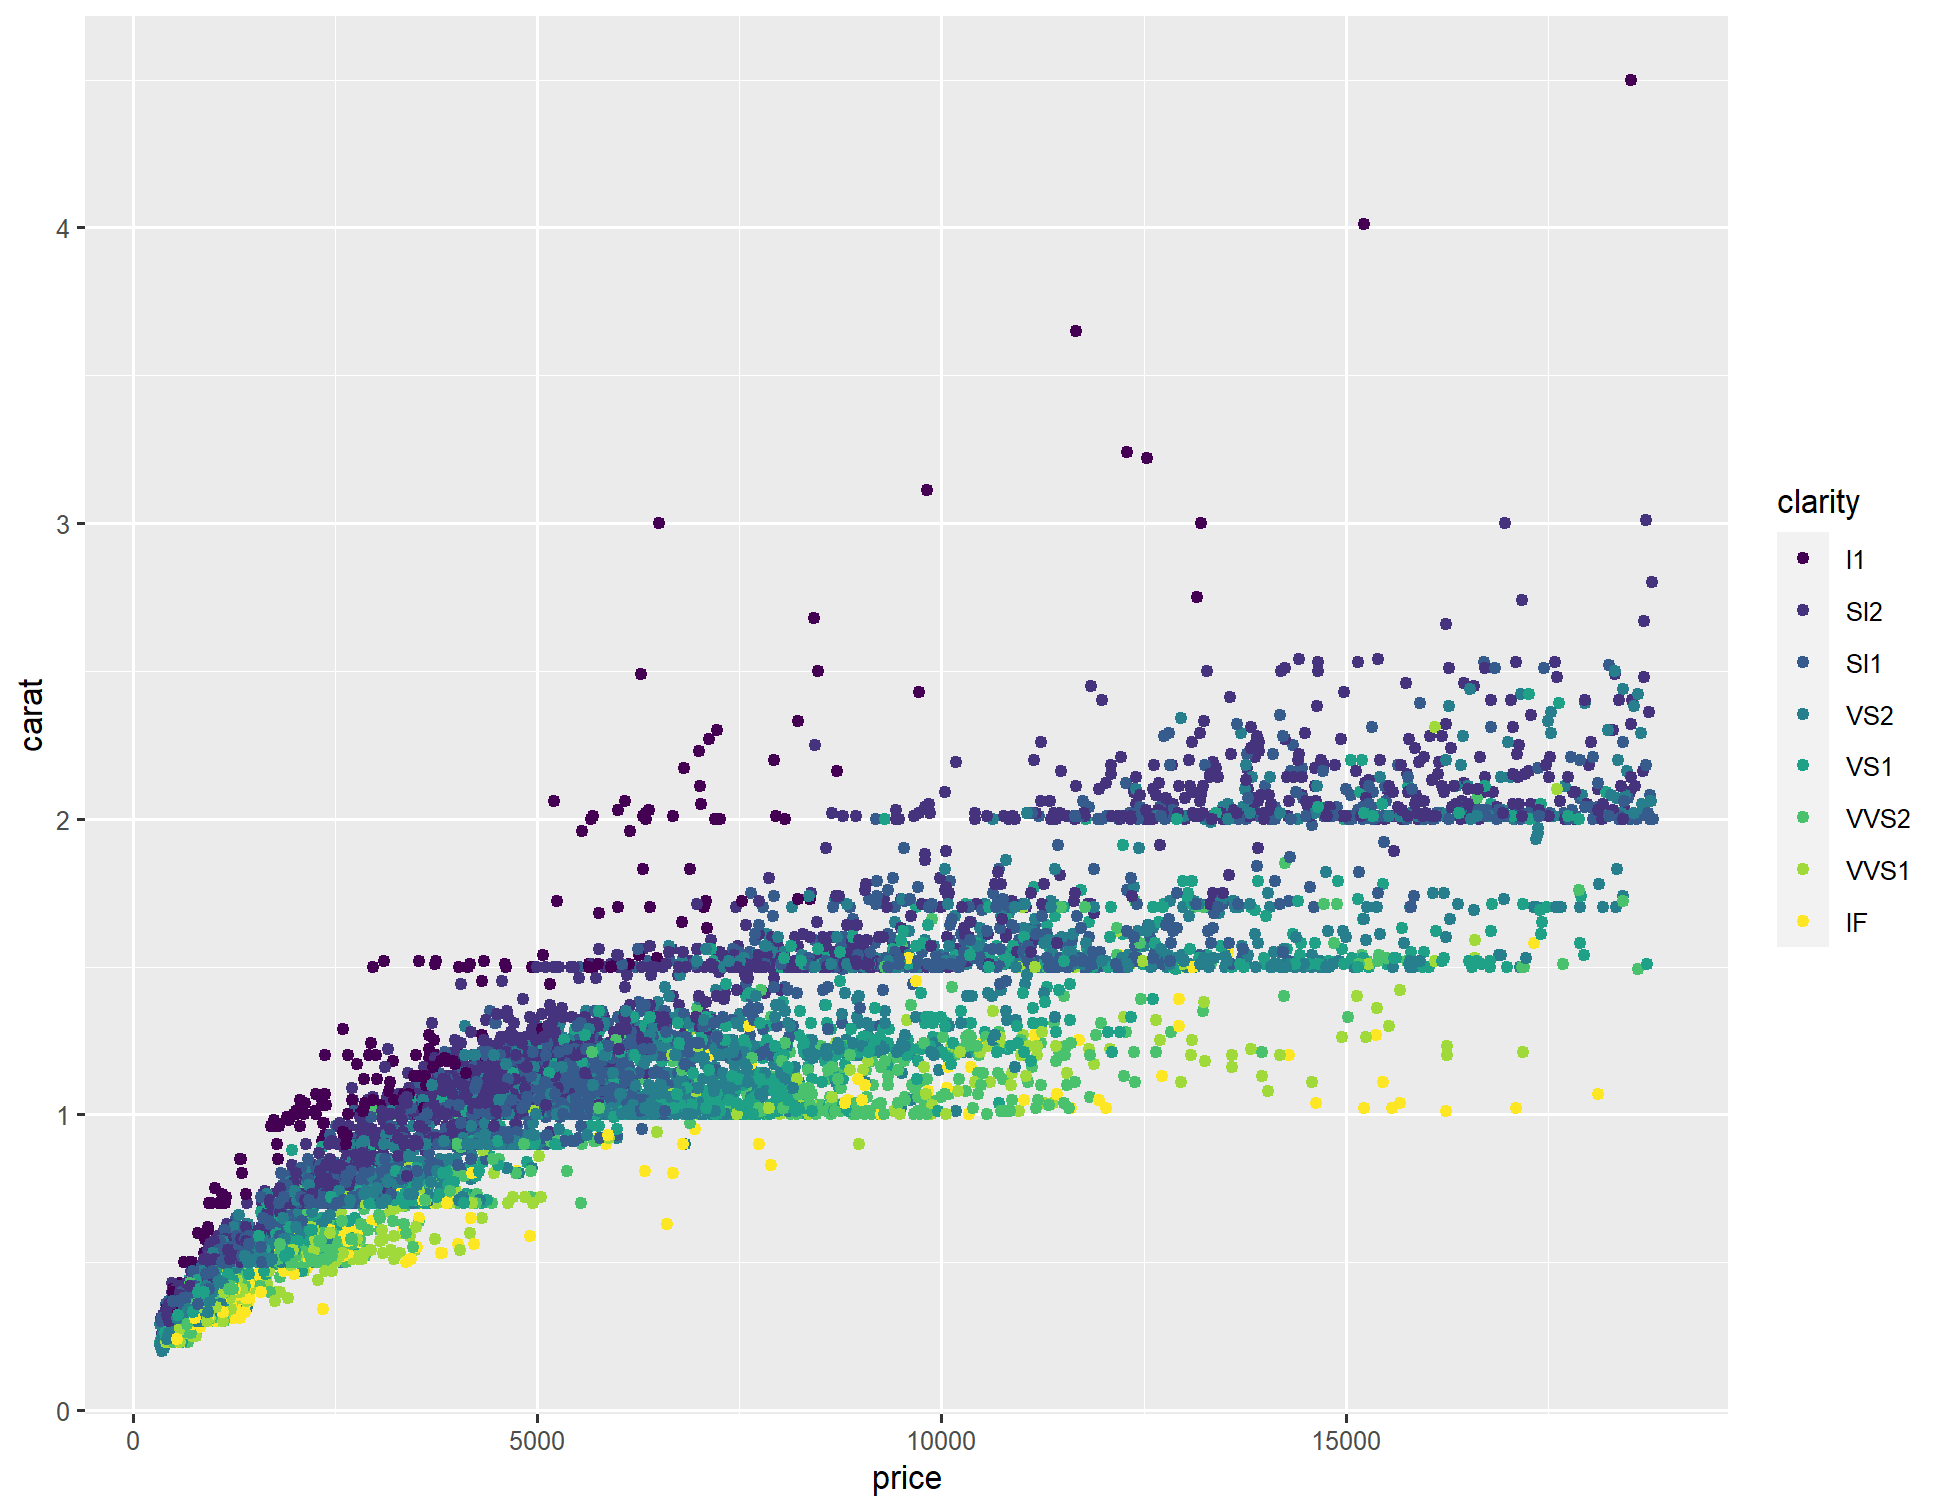 4
3
2
1
0
carat
0 5000 10000 15000
price
clarity
I1
SI2
SI1
VS2
VS1
VVS2
VVS1
IF